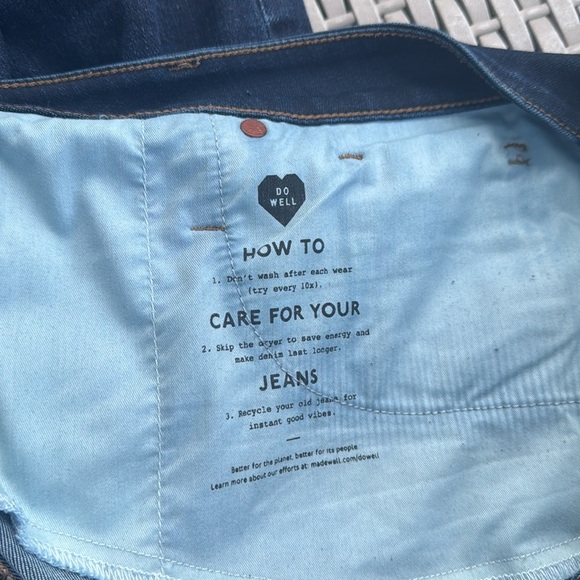 DO
WELL
HOW TO
1. Don't wash after each wear
(try every 10x).
CARE FOR YOUR
2. Skip the dryer to save energy and
make denim last longer.
JEANS
3. Recycle your old jeans for
instant good vibes.
Better for the planet, better for its people.
Learn more about our efforts at: madewell.com/dowell